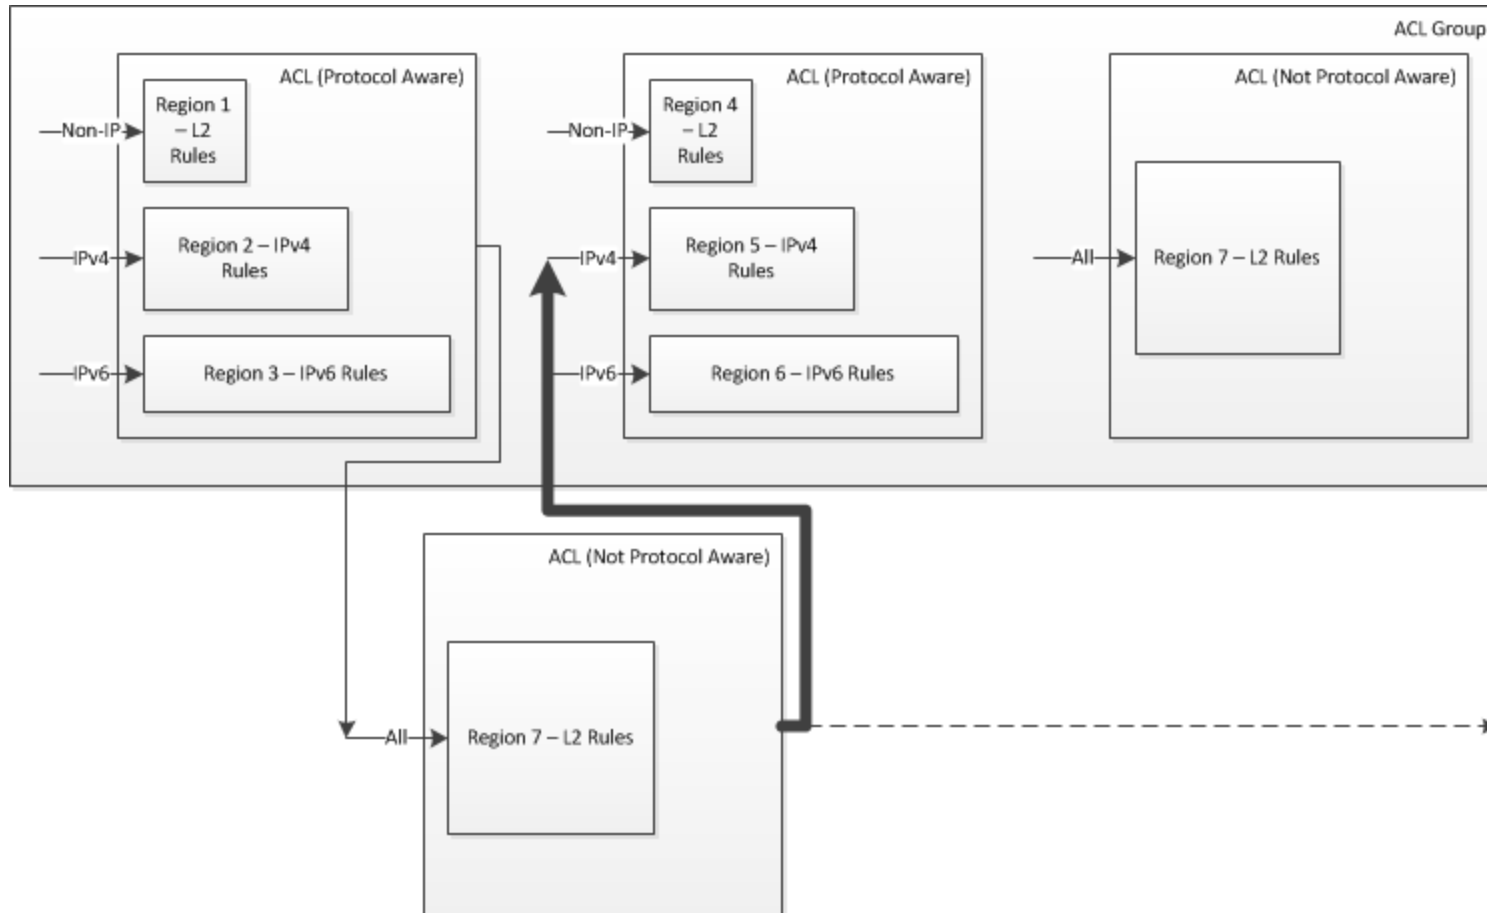 ACL Group
ACL (Protocol Aware)
Region 1
– L2
Rules
Non-IP
Region 2 – IPv4
Rules
IPv4
Region 3 – IPv6 Rules
IPv6
ACL (Protocol Aware)
Region 4
– L2
Rules
Non-IP
Region 5 – IPv4
Rules
IPv4
Region 6 – IPv6 Rules
IPv6
ACL (Not Protocol Aware)
All
Region 7 – L2 Rules
ACL (Not Protocol Aware)
All
Region 7 – L2 Rules